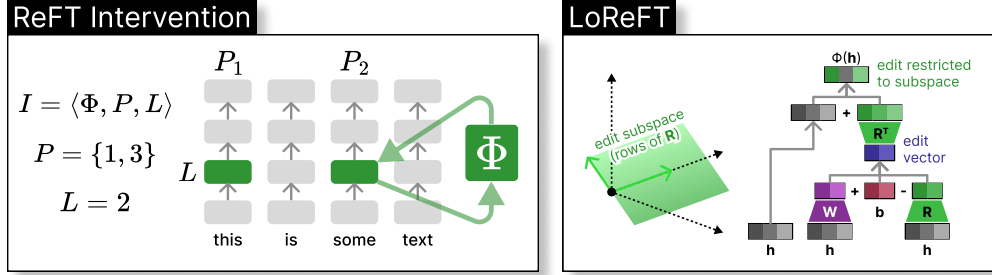 ReFT Intervention
I = ⟨Φ, P, L⟩
P = {1, 3}
L = 2
P₁ P₂
L
Φ
this is some text
LoReFT
edit subspace
(rows of R)
Φ(h)
edit restricted
to subspace
+
Rᵀ
edit
vector
+ -
W b R
h h h